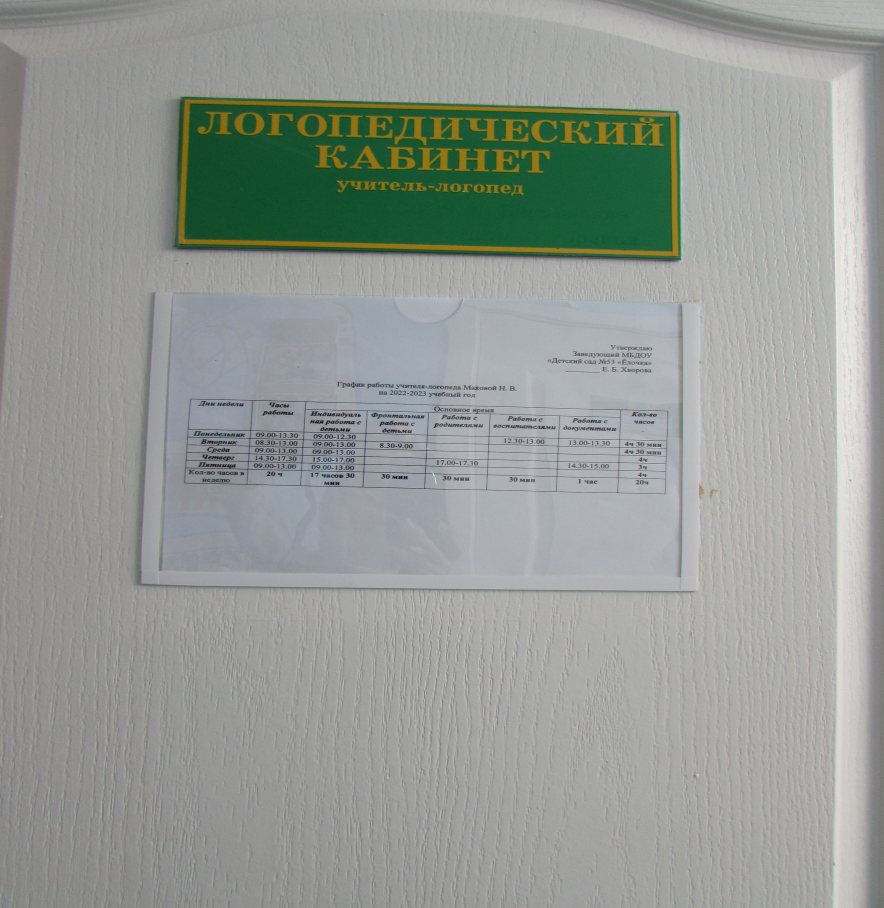 ЛОГОПЕДИЧЕСКИЙ
КАБИНЕТ
учитель-логопед
Утверждаю
Заведующий МБДОУ
«Детский сад №53 «Ёлочка»
_________ Е. Б. Хворова
График работы учителя-логопеда Маковой Н. В.
на 2022-2023 учебный год
Дни недели Часы работы Основное время Кол-во часов
Индивидуаль ная работа с детьми Фронтальная работа с детьми Работа с родителями Работа с воспитателями Работа с документами
Понедельник 09.00-13.30 09.00-12.30 12.30-13.00 13.00-13.30 4ч 30 мин
Вторник 08.30-13.00 09.00-13.00 8.30-9.00 4ч 30 мин
Среда 09.00-13.00 09.00-13.00 4ч
Четверг 14.30-17.30 15.00-17.00 17.00-17.30 14.30-15.00 3ч
Пятница 09.00-13.00 09.00-13.00 4ч
Кол-во часов в неделю 20 ч 17 часов 30 мин 30 мин 30 мин 30 мин 1 час 20ч